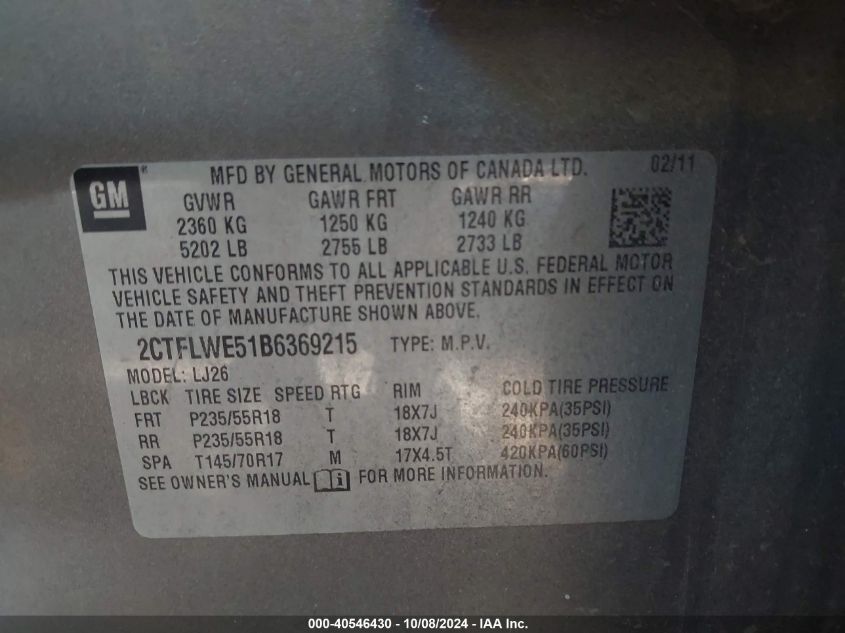 GM ® MFD BY GENERAL MOTORS OF CANADA LTD. 02/11
GVWR GAWR FRT GAWR RR
2360 KG 1250 KG 1240 KG
5202 LB 2755 LB 2733 LB
THIS VEHICLE CONFORMS TO ALL APPLICABLE U.S. FEDERAL MOTOR
VEHICLE SAFETY AND THEFT PREVENTION STANDARDS IN EFFECT ON
THE DATE OF MANUFACTURE SHOWN ABOVE.
2CTFLWE51B6369215 TYPE: M.P.V.
MODEL: LJ26
LBCK TIRE SIZE SPEED RTG RIM COLD TIRE PRESSURE
FRT P235/55R18 T 18X7J 240KPA(35PSI)
RR P235/55R18 T 18X7J 240KPA(35PSI)
SPA T145/70R17 M 17X4.5T 420KPA(60PSI)
SEE OWNER'S MANUAL i FOR MORE INFORMATION.
000-40546430 - 10/08/2024 - IAA Inc.